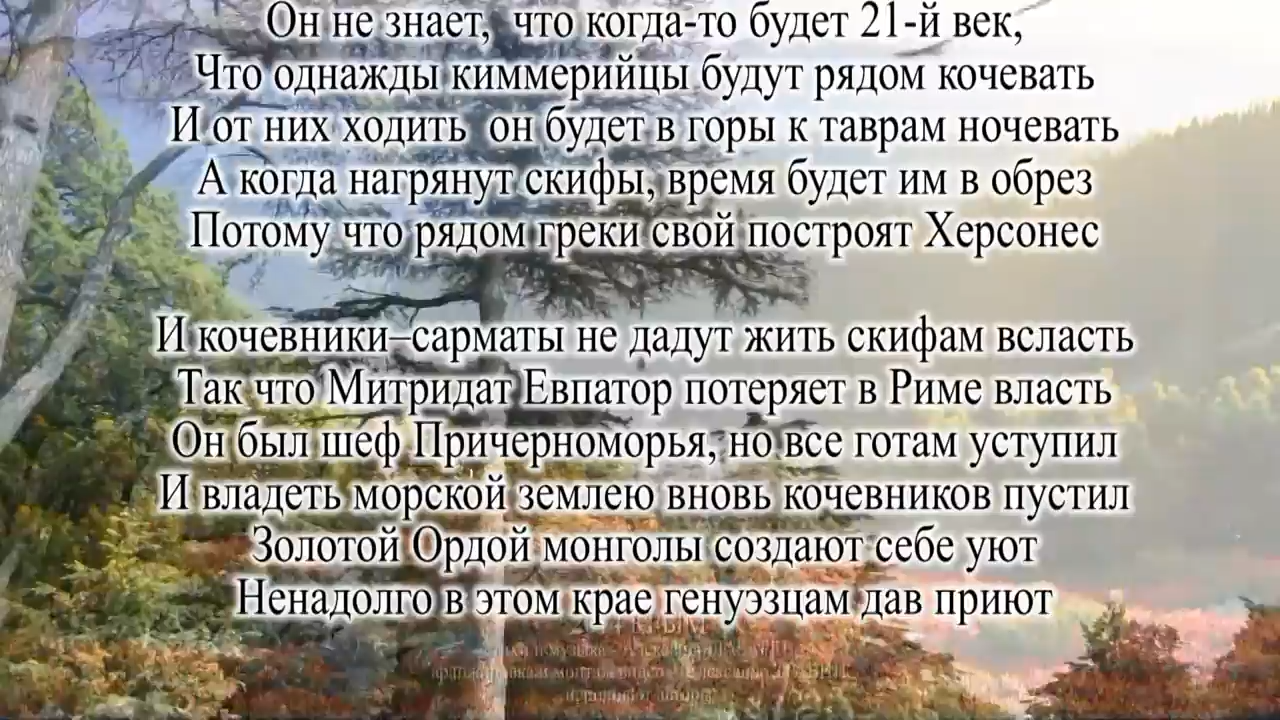 Он не знает, что когда-то будет 21-й век,
Что однажды киммерийцы будут рядом кочевать
И от них ходить он будет в горы к таврам ночевать
А когда нагрянут скифы, время будет им в обрез
Потому что рядом греки свой построят Херсонес
И кочевники–сарматы не дадут жить скифам всласть
Так что Митридат Евпатор потеряет в Риме власть
Он был шеф Причерноморья, но все готам уступил
И владеть морской землею вновь кочевников пустил
Золотой Ордой монголы создают себе уют
Ненадолго в этом крае генуэзцам дав приют